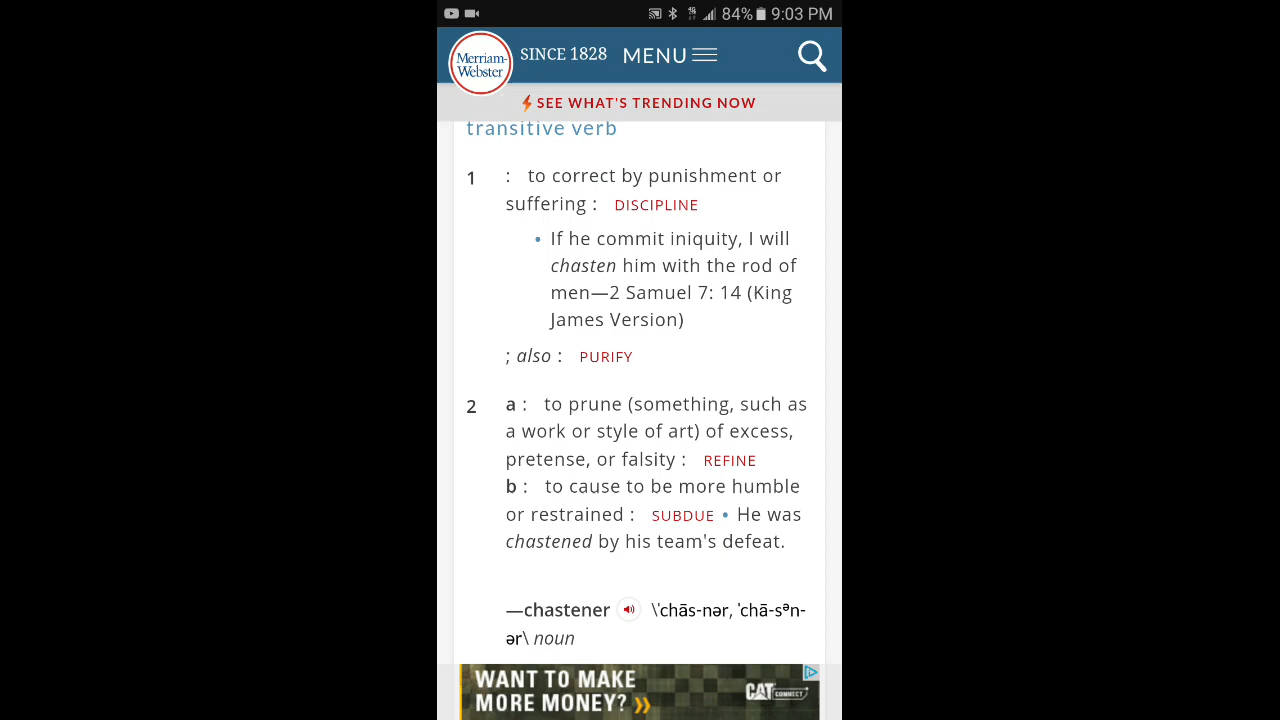 84% 9:03 PM
Merriam-
Webster
SINCE 1828 MENU
SEE WHAT'S TRENDING NOW
transitive verb
1 : to correct by punishment or
suffering : DISCIPLINE
• If he commit iniquity, I will
chasten him with the rod of
men—2 Samuel 7: 14 (King
James Version)
; also : PURIFY
2 a : to prune (something, such as
a work or style of art) of excess,
pretense, or falsity : REFINE
b : to cause to be more humble
or restrained : SUBDUE • He was
chastened by his team's defeat.
—chastener \ˈchās-nər, ˈchā-sᵊn-
ər\ noun
WANT TO MAKE
MORE MONEY?
CAT CONNECT